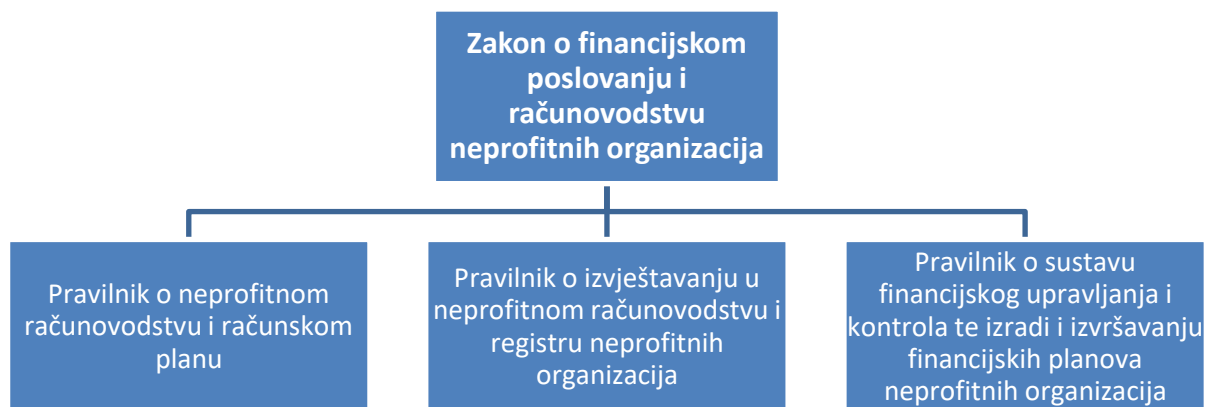 Zakon o financijskom
poslovanju i
računovodstvu
neprofitnih organizacija
Pravilnik o neprofitnom
računovodstvu i računskom
planu
Pravilnik o izvještavanju u
neprofitnom računovodstvu i
registru neprofitnih
organizacija
Pravilnik o sustavu
financijskog upravljanja i
kontrola te izradi i izvršavanju
financijskih planova
neprofitnih organizacija